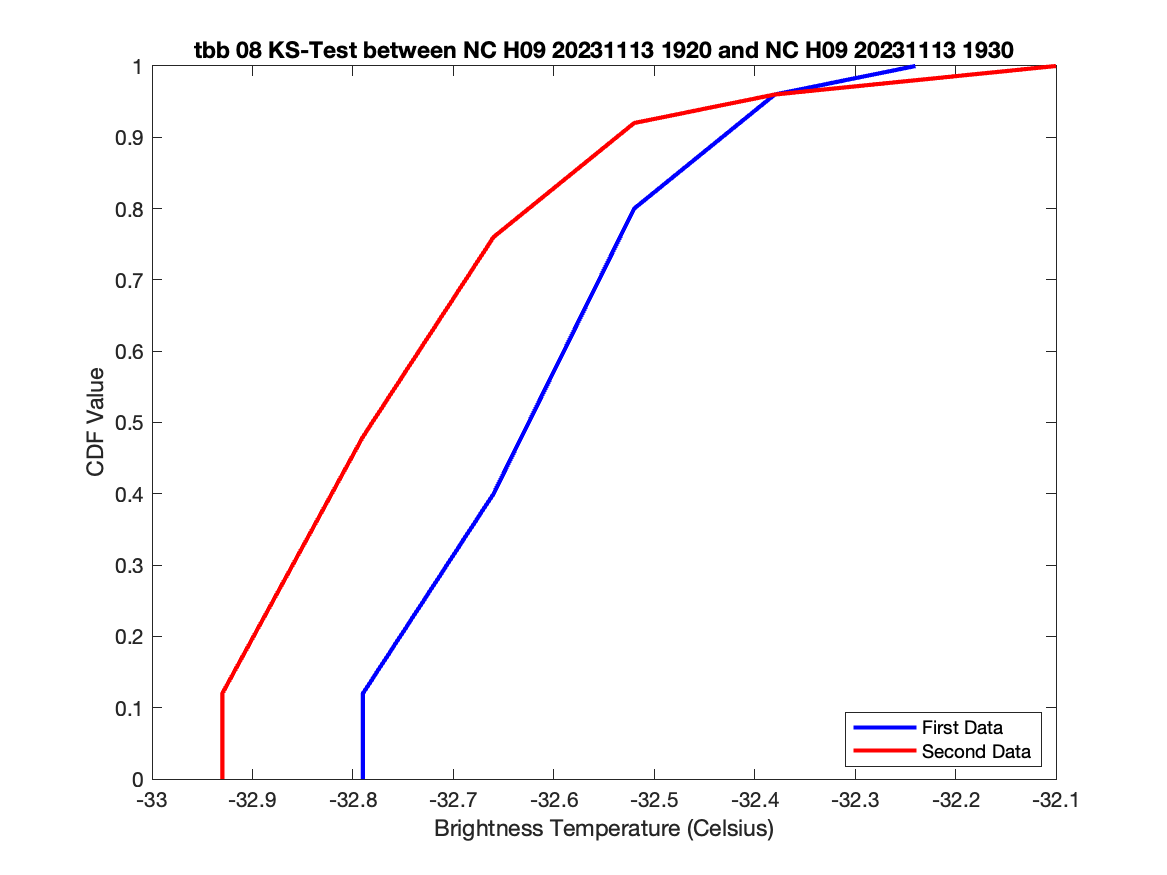 tbb 08 KS-Test between NC H09 20231113 1920 and NC H09 20231113 1930
1
0.9
0.8
0.7
0.6
0.5
0.4
0.3
0.2
0.1
0
CDF Value
First Data
Second Data
-33 -32.9 -32.8 -32.7 -32.6 -32.5 -32.4 -32.3 -32.2 -32.1
Brightness Temperature (Celsius)